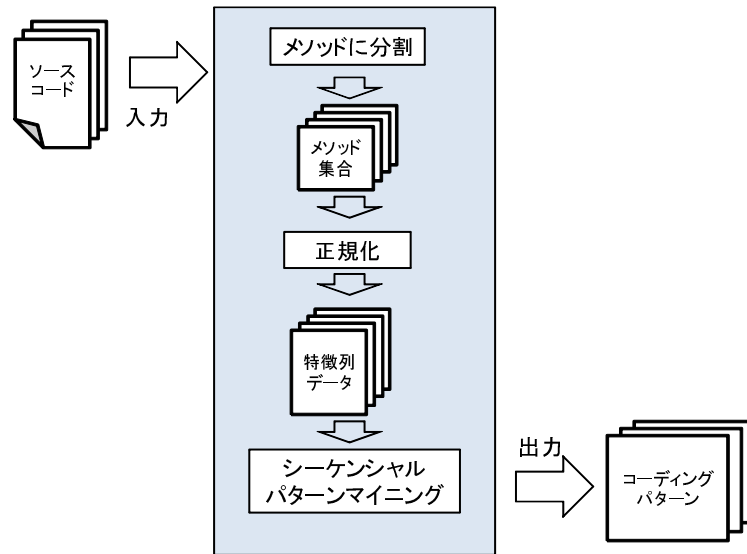 ソース
コード
入力
メソッドに分割
メソッド
集合
正規化
特徴列
データ
シーケンシャル
パターンマイニング
出力
コーディング
パターン